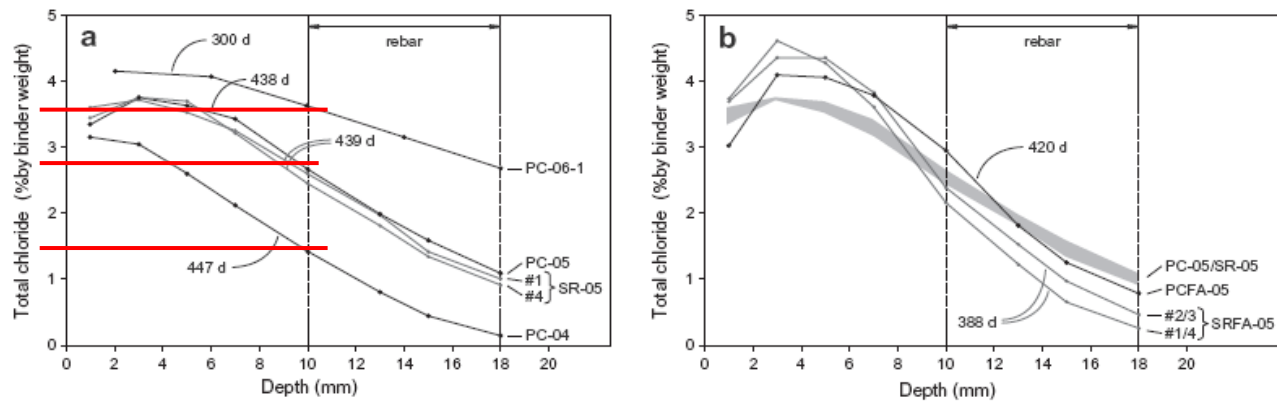 a
Total chloride (%by binder weight)
5
4
3
2
1
0
0 2 4 6 8 10 12 14 16 18 20
Depth (mm)
rebar
300 d
438 d
439 d
447 d
PC-06-1
PC-05
#1
#4
SR-05
PC-04
b
Total chloride (%by binder weight)
5
4
3
2
1
0
0 2 4 6 8 10 12 14 16 18 20
Depth (mm)
rebar
420 d
388 d
PC-05/SR-05
PCFA-05
#2/3
#1/4
SRFA-05